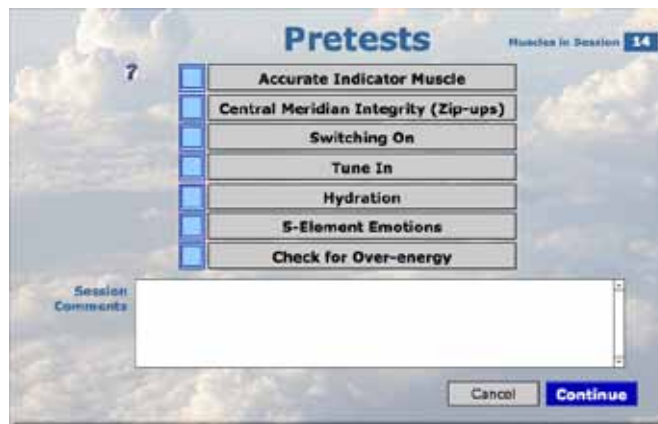 Pretests
Muscles in Session 14
?
Accurate Indicator Muscle
Central Meridian Integrity (Zip-ups)
Switching On
Tune In
Hydration
5-Element Emotions
Check for Over-energy
Session
Comments
Cancel
Continue